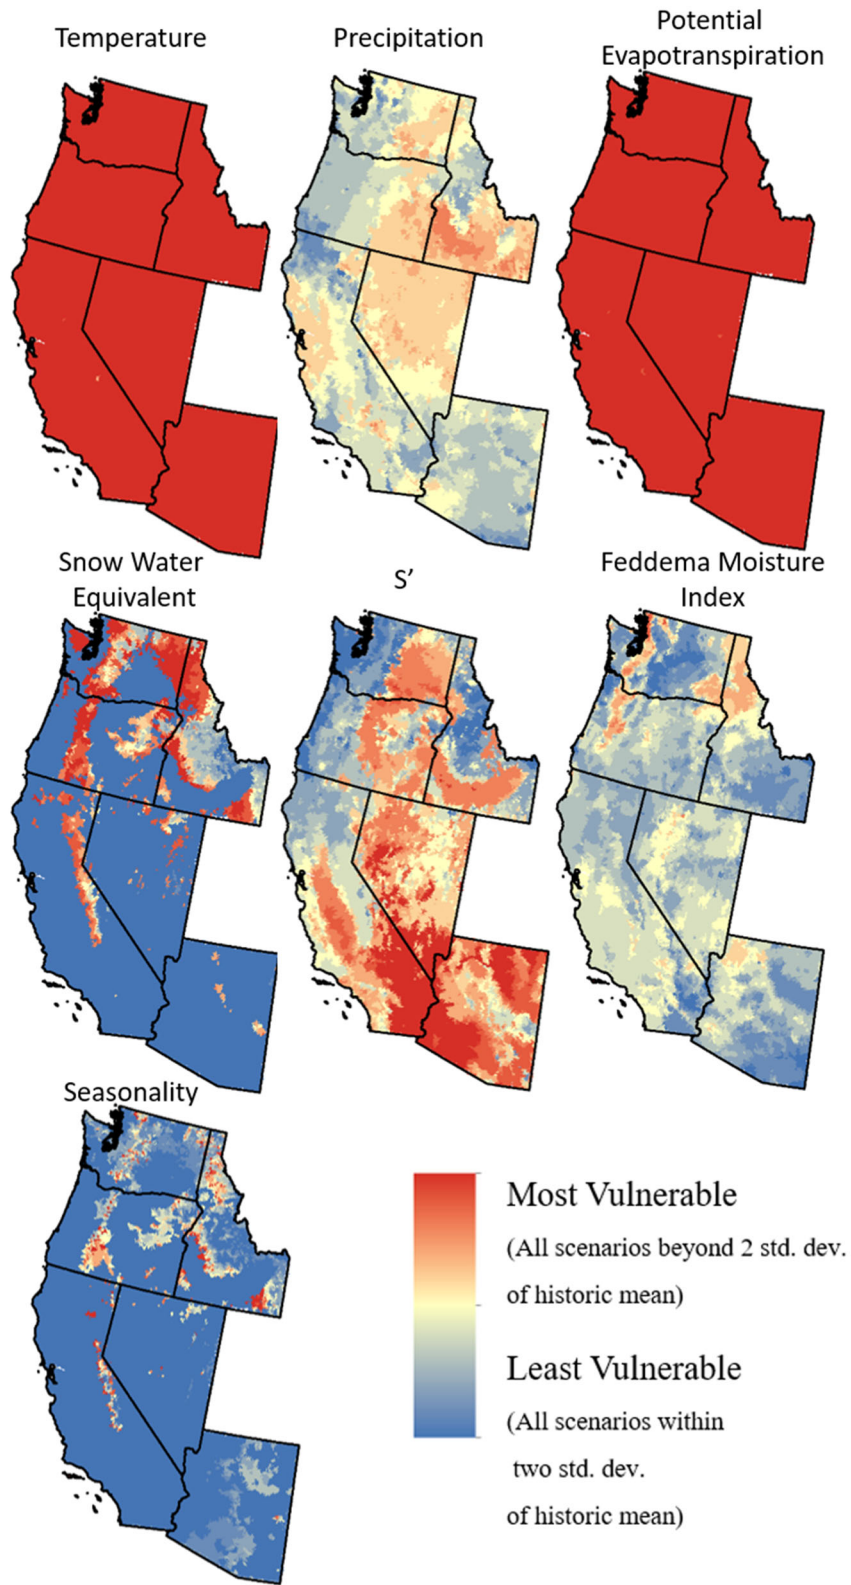 Temperature
Precipitation
Potential
Evapotranspiration
Snow Water
Equivalent
S’
Feddema Moisture
Index
Seasonality
Most Vulnerable
(All scenarios beyond 2 std. dev.
of historic mean)
Least Vulnerable
(All scenarios within
two std. dev.
of historic mean)